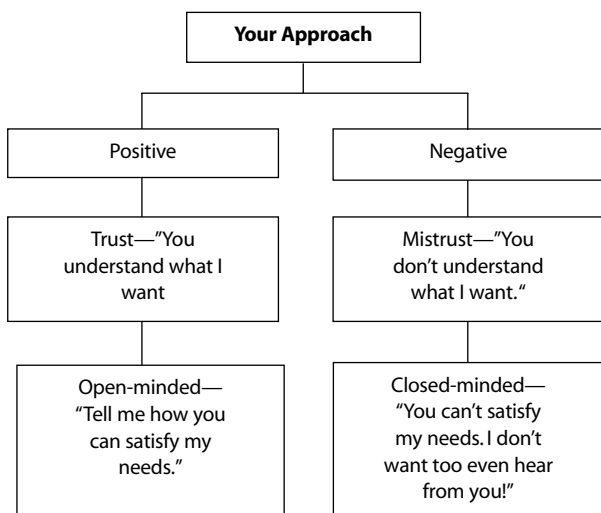 Your Approach
Positive
Negative
Trust—”You
understand what I
want
Mistrust—”You
don’t understand
what I want.“
Open-minded—
“Tell me how you
can satisfy my
needs.”
Closed-minded—
“You can’t satisfy
my needs. I don’t
want too even hear
from you!”